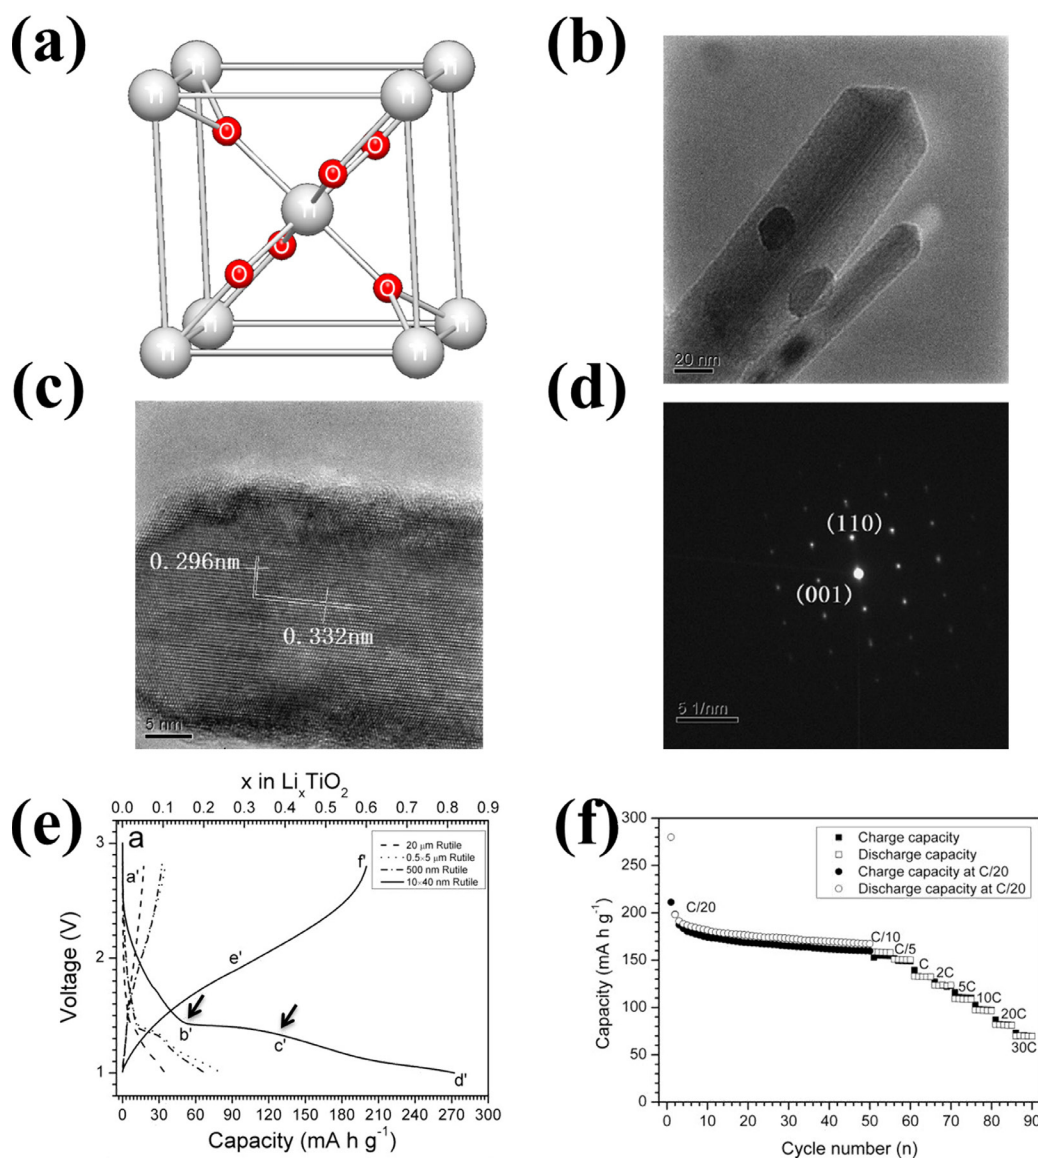 (a)
Ti
Ti
Ti
Ti
O
O
O
Ti
O
O
O
Ti
Ti
Ti
Ti
(b)
20 nm
(c)
0.296nm
0.332nm
5 nm
(d)
(110)
(001)
5 1/nm
(e)
x in LixTiO2
0.0 0.1 0.2 0.3 0.4 0.5 0.6 0.7 0.8 0.9
a
20 μm Rutile
0.5×5 μm Rutile
500 nm Rutile
10×40 nm Rutile
a'
f'
e'
b'
c'
d'
3
2
1
Voltage (V)
0 30 60 90 120 150 180 210 240 270 300
Capacity (mA h g-1)
(f)
300
250
200
150
100
50
0
Capacity (mA h g-1)
Charge capacity
Discharge capacity
Charge capacity at C/20
Discharge capacity at C/20
C/20
C/10
C/5
C
2C
5C
10C
20C
30C
0 10 20 30 40 50 60 70 80 90
Cycle number (n)